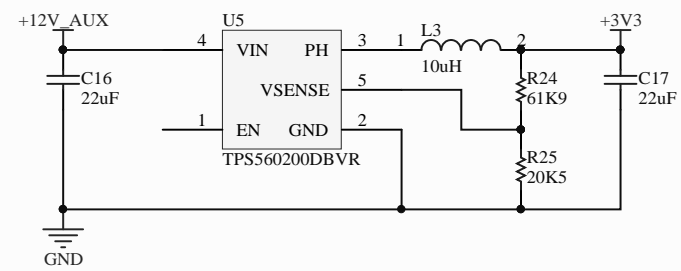 +12V_AUX
U5
+3V3
4
VIN
PH
3
1
L3
2
10uH
C16
22uF
VSENSE
5
R24
61K9
C17
22uF
1
EN
GND
2
TPS560200DBVR
R25
20K5
GND